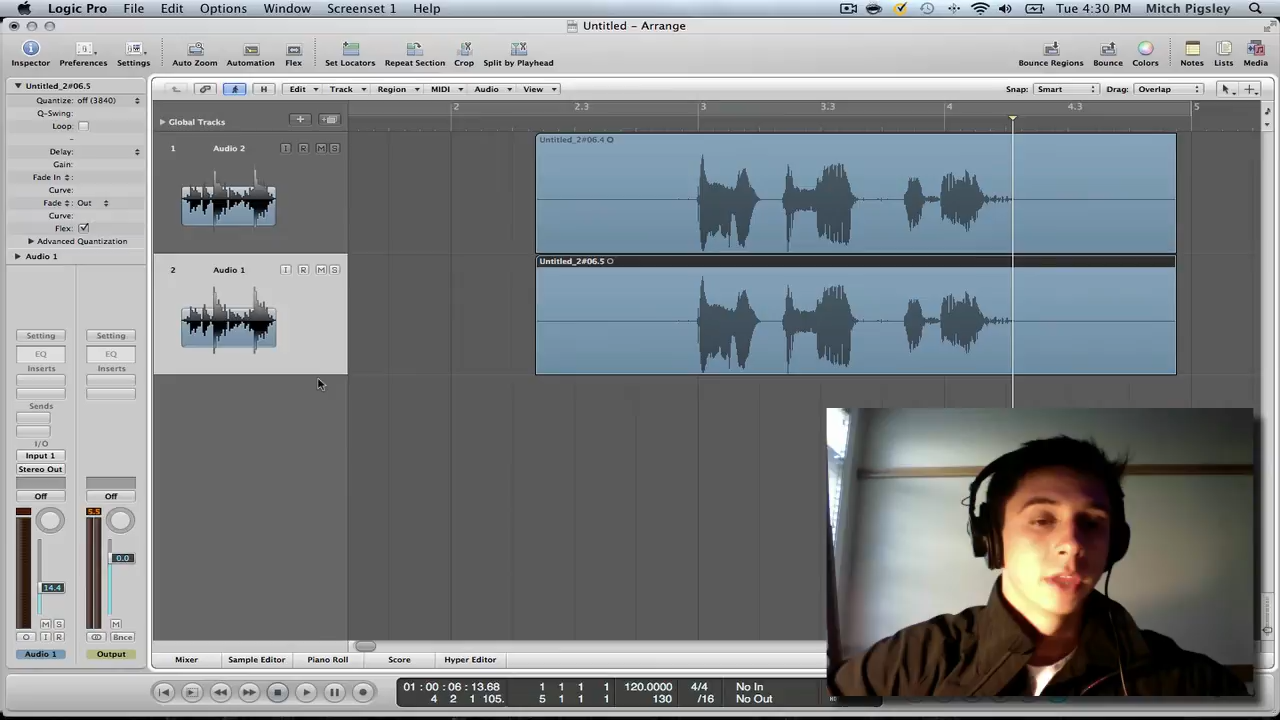 Logic Pro File Edit Options Window Screenset 1 Help Tue 4:30 PM Mitch Pigsley
Untitled – Arrange
Inspector Preferences Settings Auto Zoom Automation Flex Set Locators Repeat Section Crop Split by Playhead Bounce Regions Bounce Colors Notes Lists Media
Untitled_2#06.5
Quantize: off (3840)
Q-Swing:
Loop:
Delay:
Gain:
Fade In :
Curve:
Fade : Out
Curve:
Flex:
Advanced Quantization
Audio 1
H Edit Track Region MIDI Audio View Snap: Smart Drag: Overlap
2 2.3 3 3.3 4 4.3 5
Global Tracks
1 Audio 2 I R M S
Untitled_2#06.4
2 Audio 1 I R M S
Untitled_2#06.5
Setting Setting
EQ EQ
Inserts Inserts
Sends
I/O
Input 1
Stereo Out
Off Off
5.5
0.0
14.4
M S M
I R Bnce
Audio 1 Output
Mixer Sample Editor Piano Roll Score Hyper Editor
01 : 00 : 06 : 13.68 1 1 1 1 120.0000 4/4 No In
4 2 1 105. 5 1 1 1 130 /16 No Out